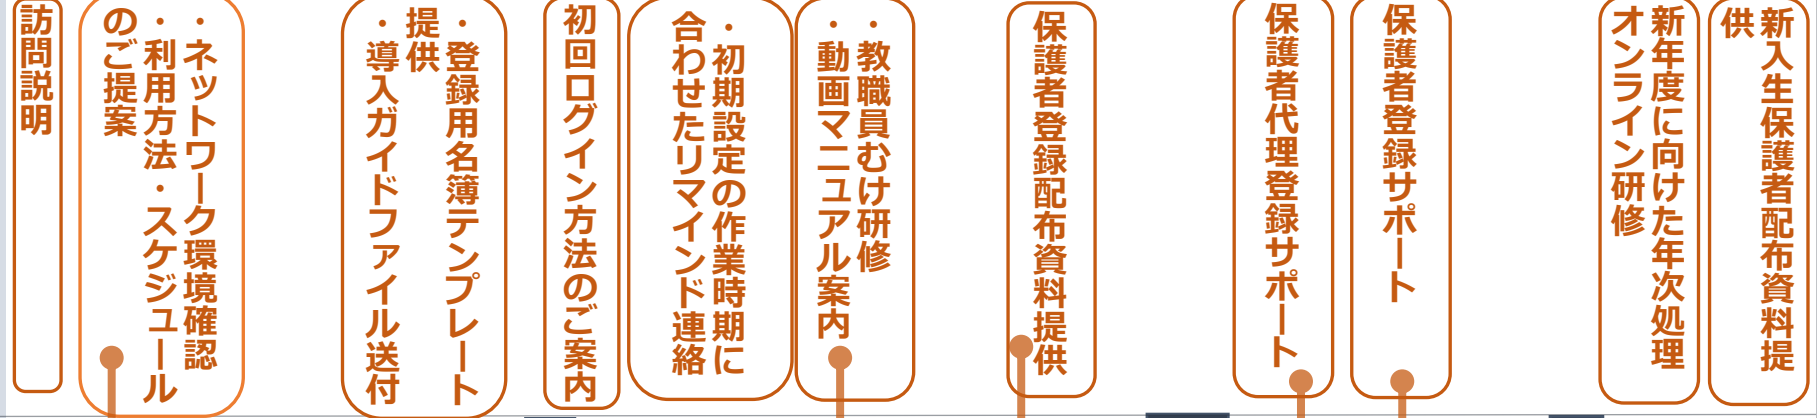 訪問説明
・ネットワーク環境確認
・利用方法・スケジュール
のご提案
・登録用名簿テンプレート
提供
・導入ガイドファイル送付
初回ログイン方法のご案内
・初期設定の作業時期に
合わせたリマインド連絡
・教職員むけ研修
・動画マニュアル案内
保護者登録配布資料提供
保護者代理登録サポート
保護者登録サポート
新年度に向けた年次処理
オンライン研修
新入生保護者配布資料提
供